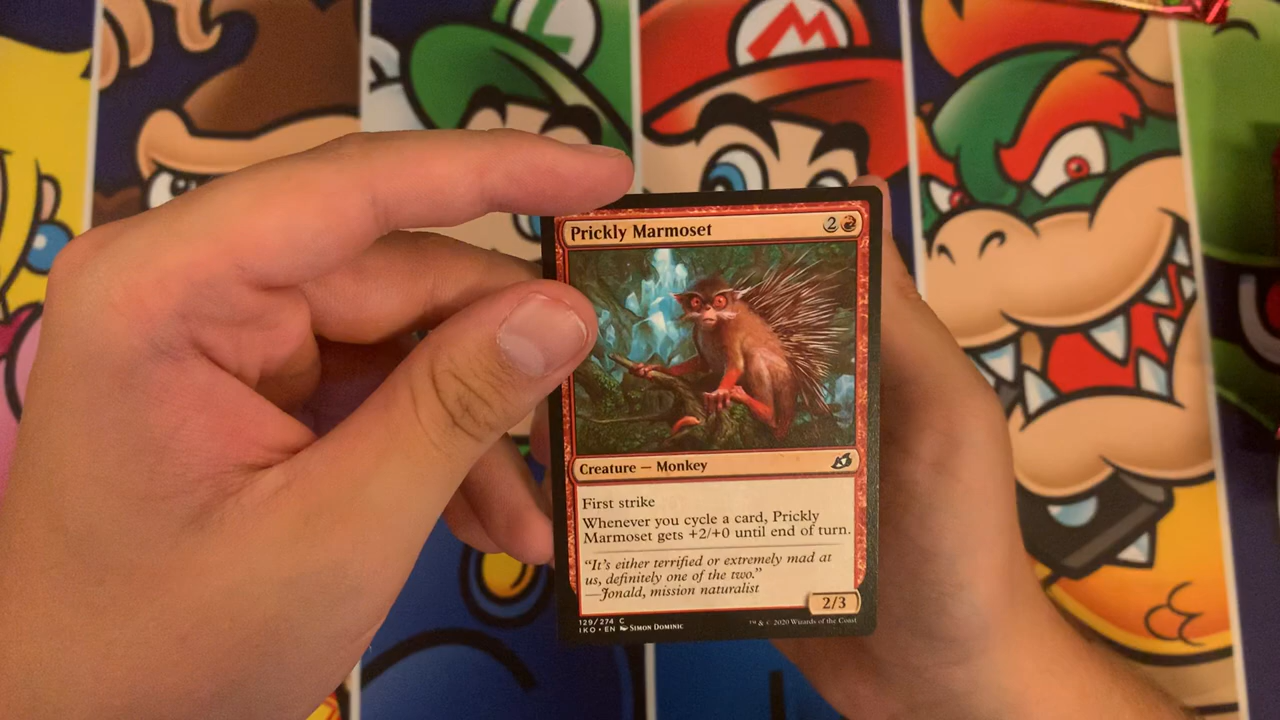 L
M
Prickly Marmoset 2
Creature — Monkey
First strike
Whenever you cycle a card, Prickly
Marmoset gets +2/+0 until end of turn.
"It's either terrified or extremely mad at
us, definitely one of the two."
—Jonald, mission naturalist
2/3
129/274 C
IKO • EN Simon Dominic
™ & © 2020 Wizards of the Coast